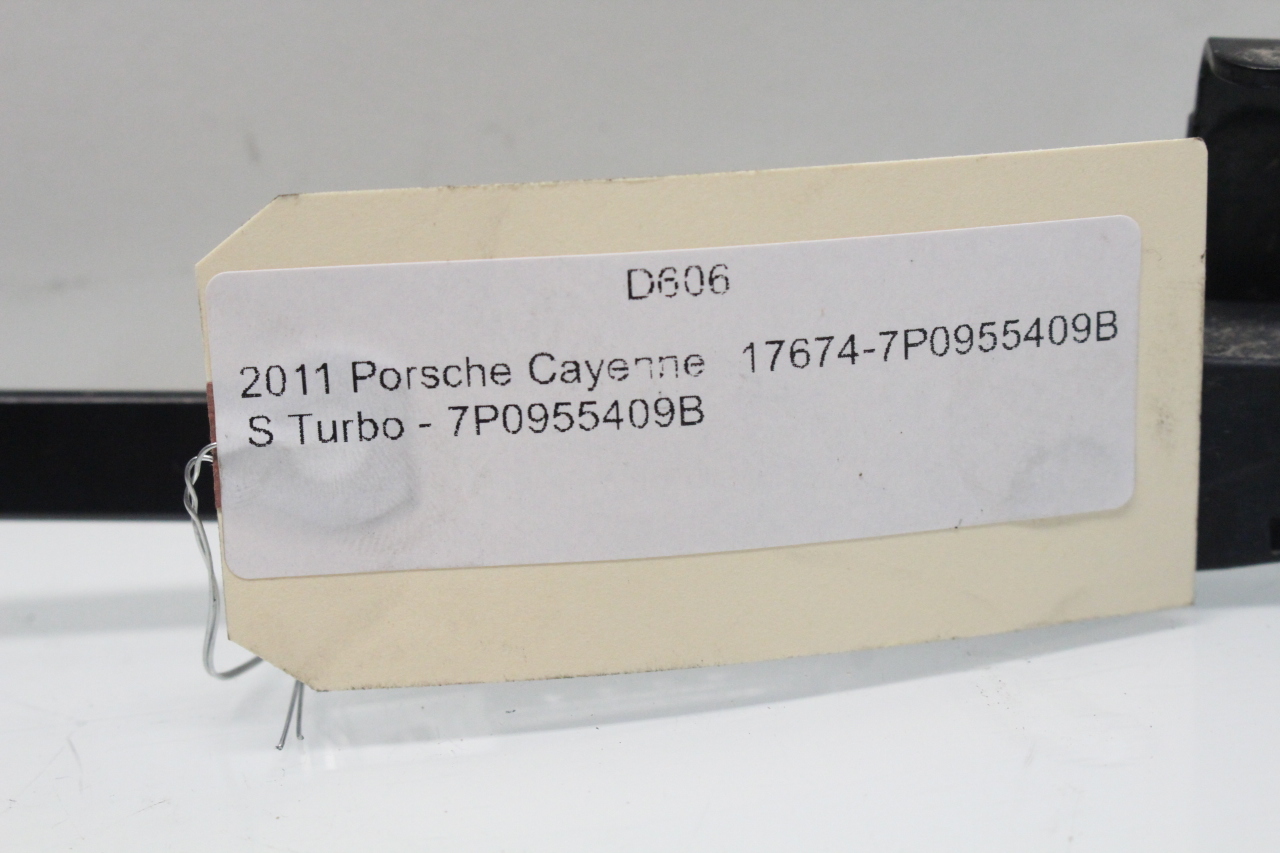 D606
2011 Porsche Cayenne 17674-7P0955409B
S Turbo - 7P0955409B